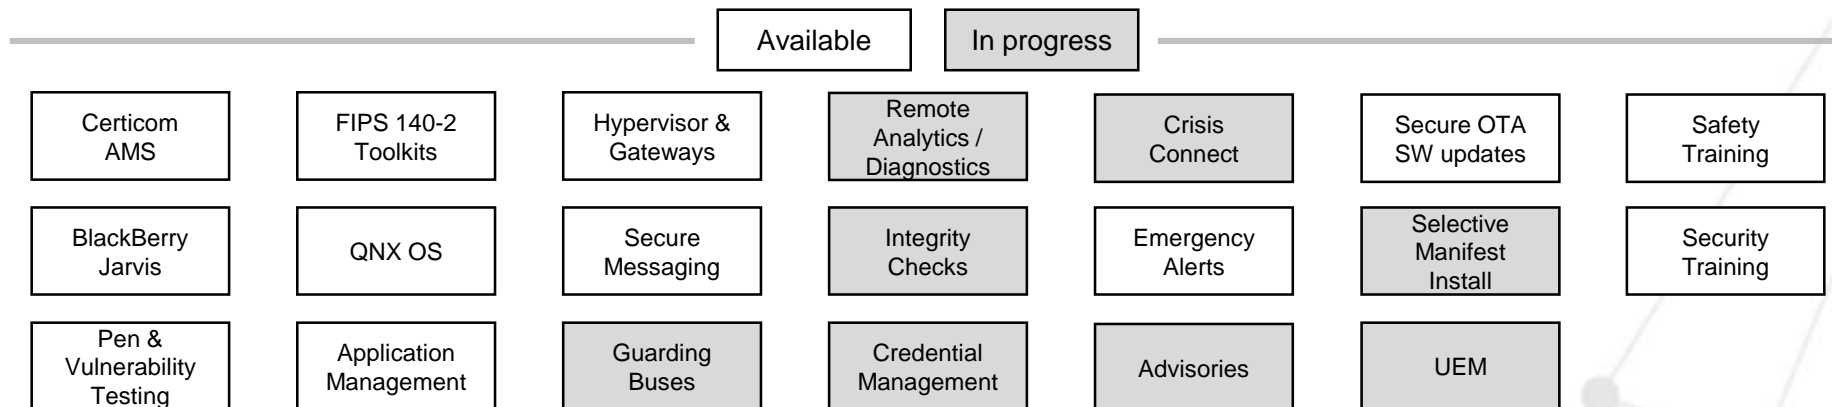 Available
In progress
Certicom
AMS
FIPS 140-2
Toolkits
Hypervisor &
Gateways
Remote
Analytics /
Diagnostics
Crisis
Connect
Secure OTA
SW updates
Safety
Training
BlackBerry
Jarvis
QNX OS
Secure
Messaging
Integrity
Checks
Emergency
Alerts
Selective
Manifest
Install
Security
Training
Pen &
Vulnerability
Testing
Application
Management
Guarding
Buses
Credential
Management
Advisories
UEM